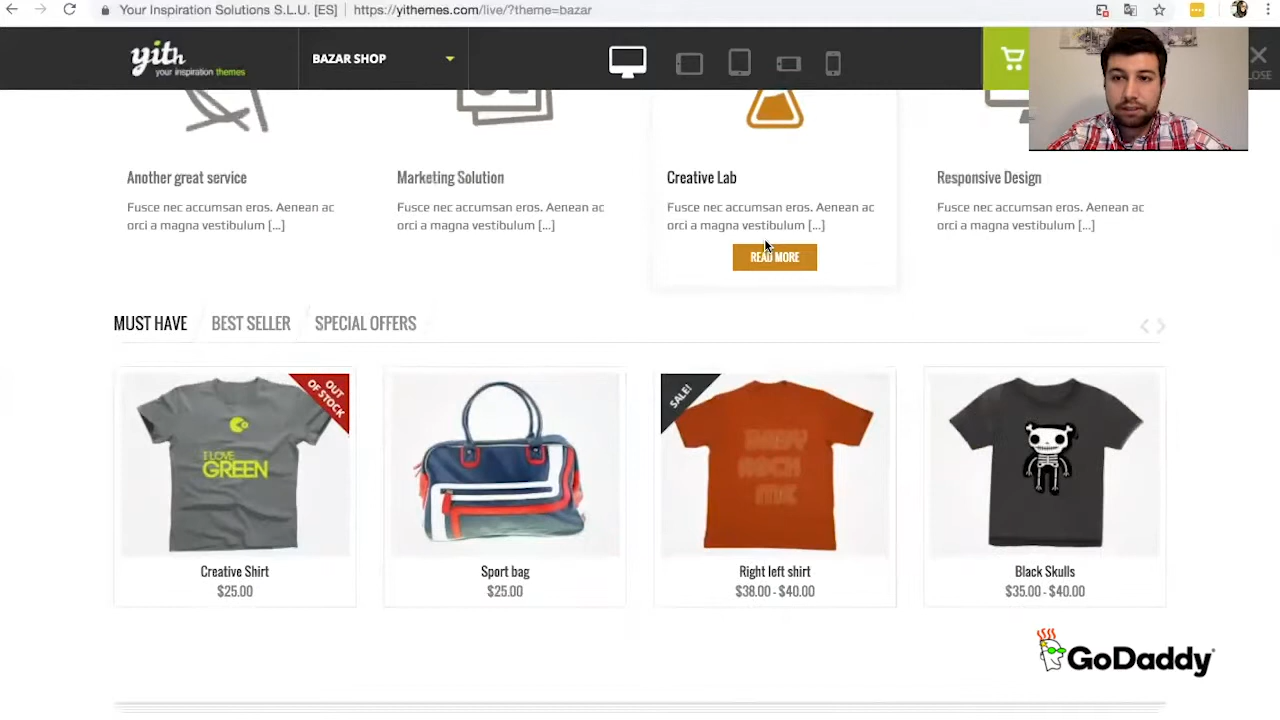 Your Inspiration Solutions S.L.U. [ES] | https://yithemes.com/live/?theme=bazar
yith
your inspiration themes
BAZAR SHOP
LOSE
Another great service
Fusce nec accumsan eros. Aenean ac
orci a magna vestibulum [...]
Marketing Solution
Fusce nec accumsan eros. Aenean ac
orci a magna vestibulum [...]
Creative Lab
Fusce nec accumsan eros. Aenean ac
orci a magna vestibulum [...]
READ MORE
Responsive Design
Fusce nec accumsan eros. Aenean ac
orci a magna vestibulum [...]
MUST HAVE
BEST SELLER
SPECIAL OFFERS
OUT
OF STOCK
I LOVE
GREEN
Creative Shirt
$25.00
Sport bag
$25.00
SALE!
BABY
ROCH
ME
Right left shirt
$38.00 - $40.00
Black Skulls
$35.00 - $40.00
GoDaddy